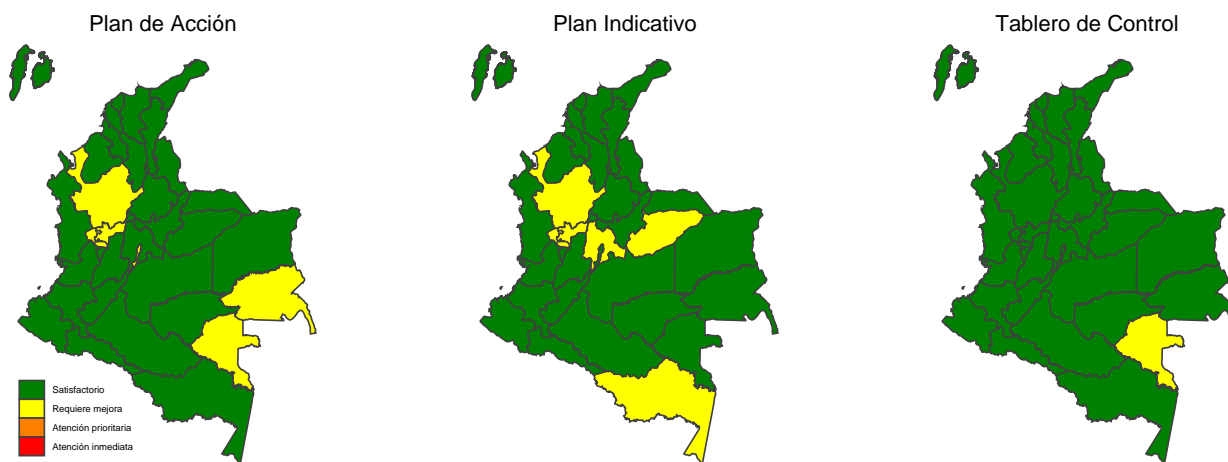 Plan de Acción
Plan Indicativo
Tablero de Control
Satisfactorio
Requiere mejora
Atención prioritaria
Atención inmediata